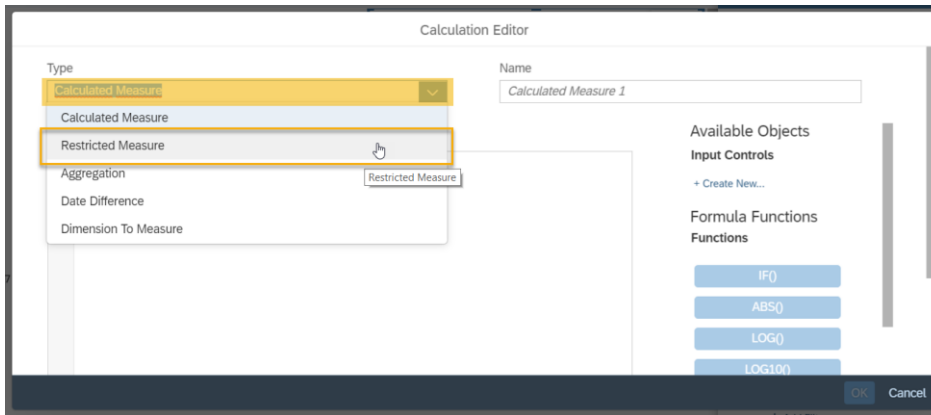 Calculation Editor
Type
Name
Calculated Measure
Calculated Measure 1
Calculated Measure
Restricted Measure
Restricted Measure
Aggregation
Date Difference
Dimension To Measure
Available Objects
Input Controls
+ Create New...
Formula Functions
Functions
IF()
ABS()
LOG()
LOG10()
7
OK
Cancel